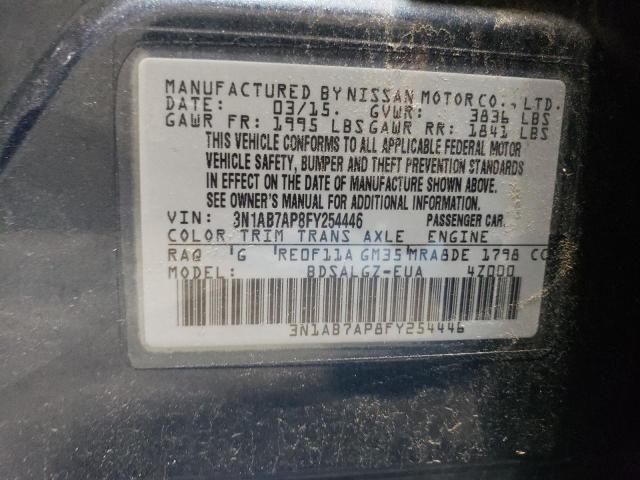 MANUFACTURED BY NISSAN MOTOR CO., LTD.
DATE: 03/15. GVWR: 3836 LBS
GAWR FR: 1995 LBS GAWR RR: 1841 LBS
THIS VEHICLE CONFORMS TO ALL APPLICABLE FEDERAL MOTOR
VEHICLE SAFETY, BUMPER AND THEFT PREVENTION STANDARDS
IN EFFECT ON THE DATE OF MANUFACTURE SHOWN ABOVE.
SEE OWNER'S MANUAL FOR ADDITIONAL INFORMATION.
VIN: 3N1AB7AP8FY254446 PASSENGER CAR.
COLOR TRIM TRANS AXLE ENGINE
RAQ G RE0F11A GM35 MRA8DE 1798 CC
MODEL: BDSALGZ-EUA 4Z000
3N1AB7AP8FY254446